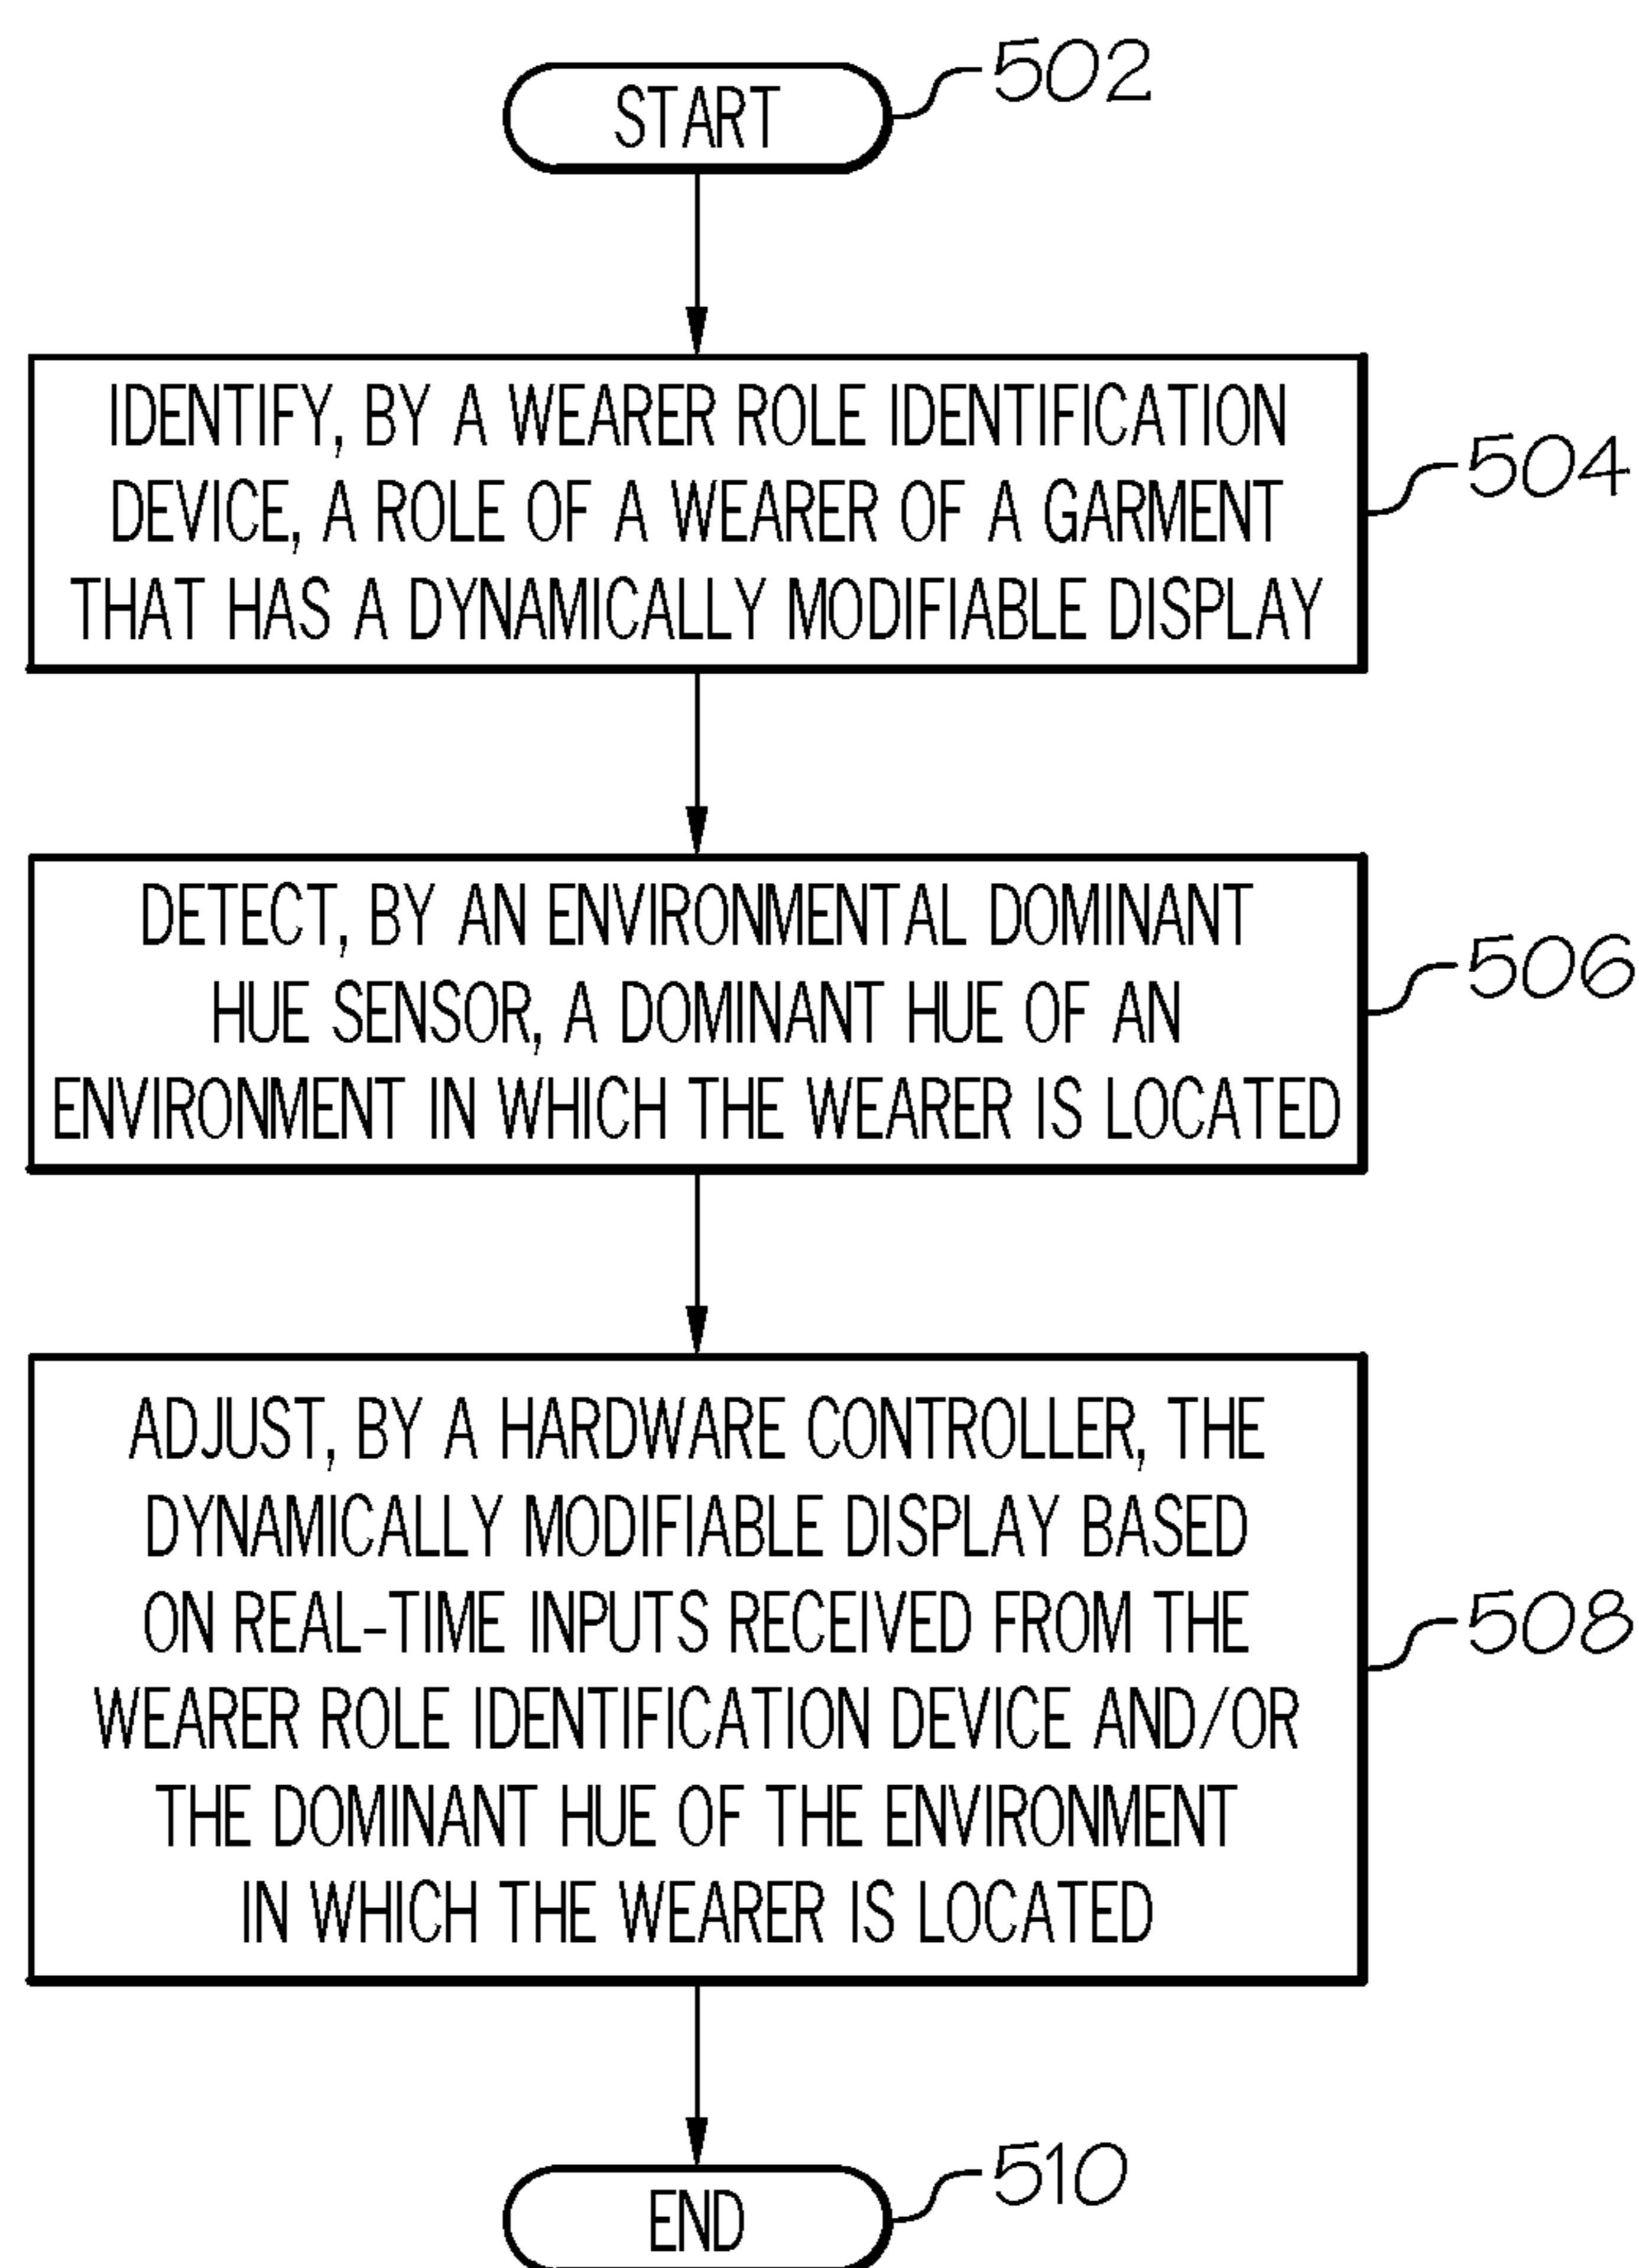 START
502
IDENTIFY, BY A WEARER ROLE IDENTIFICATION
DEVICE, A ROLE OF A WEARER OF A GARMENT
THAT HAS A DYNAMICALLY MODIFIABLE DISPLAY
504
DETECT, BY AN ENVIRONMENTAL DOMINANT
HUE SENSOR, A DOMINANT HUE OF AN
ENVIRONMENT IN WHICH THE WEARER IS LOCATED
506
ADJUST, BY A HARDWARE CONTROLLER, THE
DYNAMICALLY MODIFIABLE DISPLAY BASED
ON REAL-TIME INPUTS RECEIVED FROM THE
WEARER ROLE IDENTIFICATION DEVICE AND/OR
THE DOMINANT HUE OF THE ENVIRONMENT
IN WHICH THE WEARER IS LOCATED
508
END
510